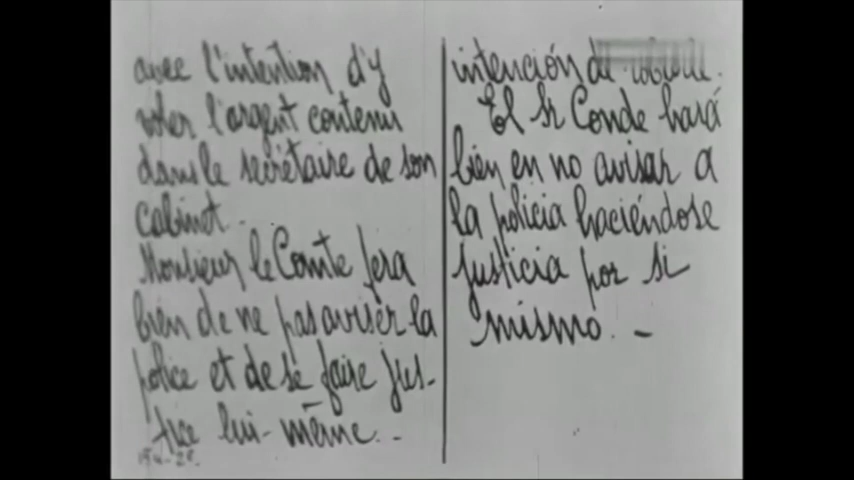 avec l'intention d'y
voler l'argent contenu
dans le secrétaire de son
cabinet.
Monsieur le Comte fera
bien de ne pas aviser la
police et de se faire jus-
tice lui-même.-
intención de
El Sr Conde hará
bien en no avisar a
la policia haciéndose
justicia por si
mismo. -